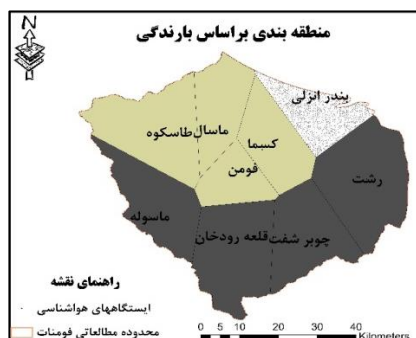 منطقه بندی براساس بارندگی
N
بندر انزلی
ماسال
طاسکوه
کسما
فومن
رشت
ماسوله
قلعه رودخان
چوبر شفت
راهنمای نقشه
ایستگاههای هواشناسی
محدوده مطالعاتی فومنات
0 5 10 20 30 40
Kilometers